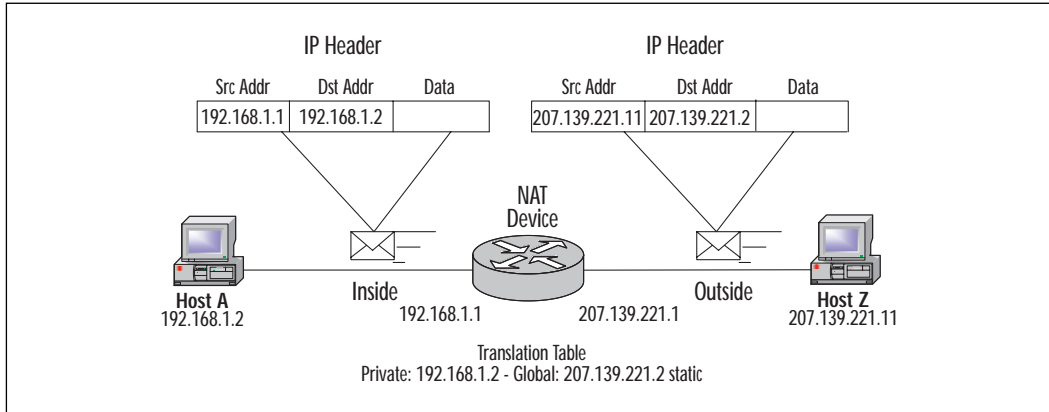 IP Header
Src Addr Dst Addr Data
192.168.1.1 192.168.1.2
IP Header
Src Addr Dst Addr Data
207.139.221.11 207.139.221.2
NAT
Device
Host A
192.168.1.2
Inside
192.168.1.1
207.139.221.1
Outside
Host Z
207.139.221.11
Translation Table
Private: 192.168.1.2 - Global: 207.139.221.2 static